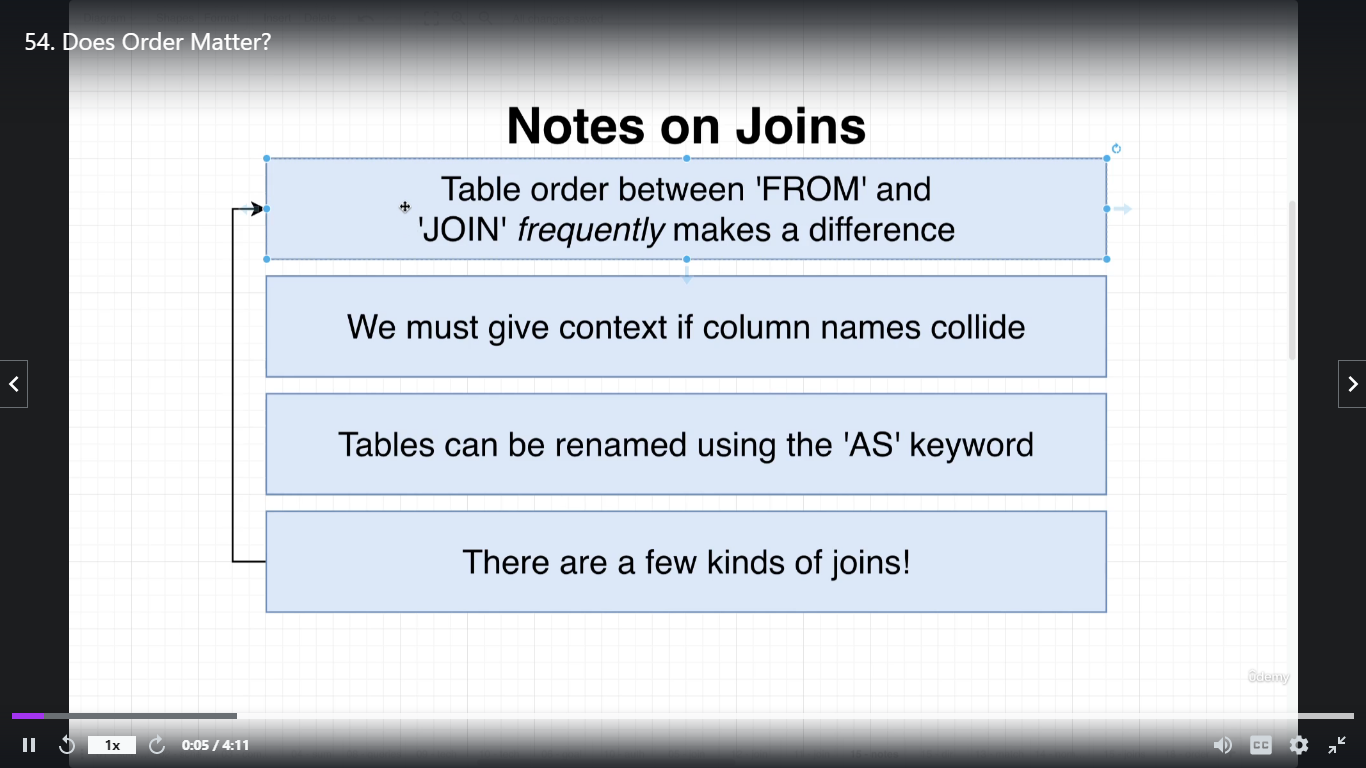 54. Does Order Matter?
Notes on Joins
Table order between 'FROM' and
'JOIN' frequently makes a difference
We must give context if column names collide
Tables can be renamed using the 'AS' keyword
There are a few kinds of joins!
ûdemy
1x
0:05 / 4:11
CC